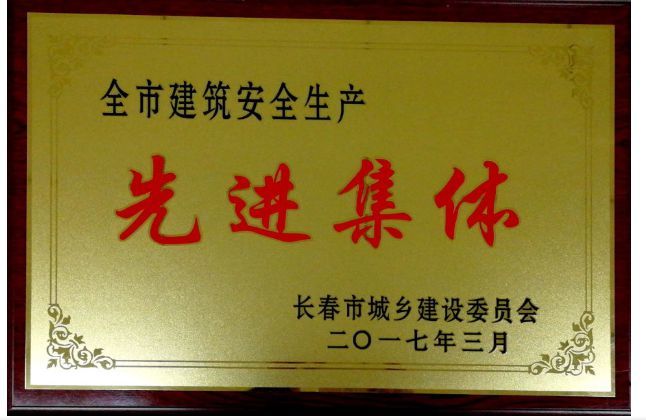 全市建筑安全生产
先进集体
长春市城乡建设委员会
二〇一七年三月